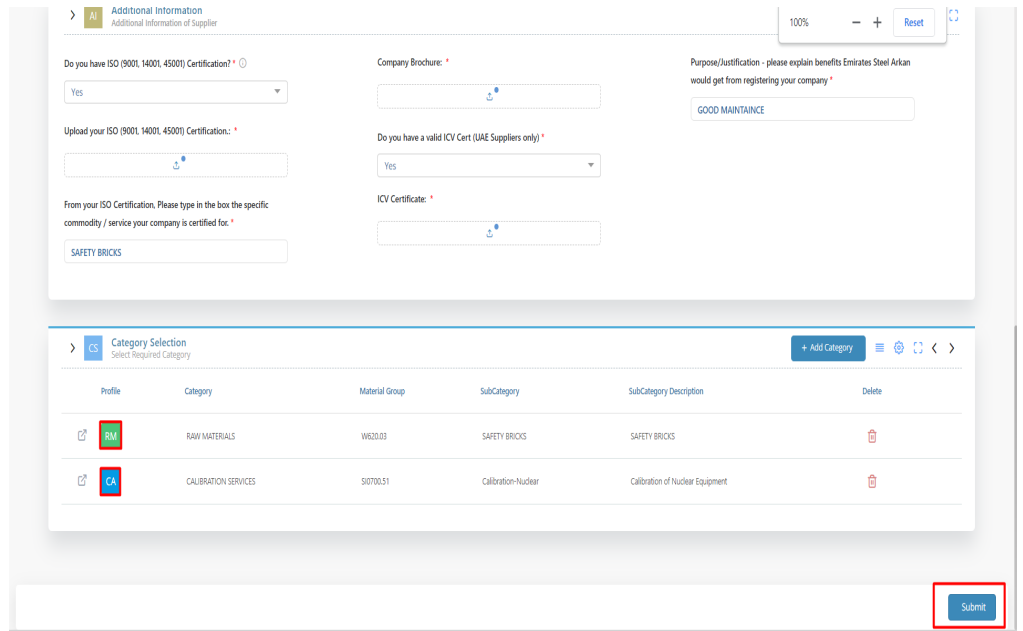 AI
Additional Information
Additional Information of Supplier
100%
Reset
Do you have ISO (9001, 14001, 45001) Certification? *
Yes
Upload your ISO (9001, 14001, 45001) Certification.: *
From your ISO Certification, Please type in the box the specific
commodity / service your company is certified for. *
SAFETY BRICKS
Company Brochure: *
Do you have a valid ICV Cert (UAE Suppliers only) *
Yes
ICV Certificate: *
Purpose/Justification - please explain benefits Emirates Steel Arkan
would get from registering your company *
GOOD MAINTAINCE
CS
Category Selection
Select Required Category
+ Add Category
Profile Category Material Group SubCategory SubCategory Description Delete
RM RAW MATERIALS W620.03 SAFETY BRICKS SAFETY BRICKS
CA CALIBRATION SERVICES SI0700.51 Calibration-Nuclear Calibration of Nuclear Equipment
Submit